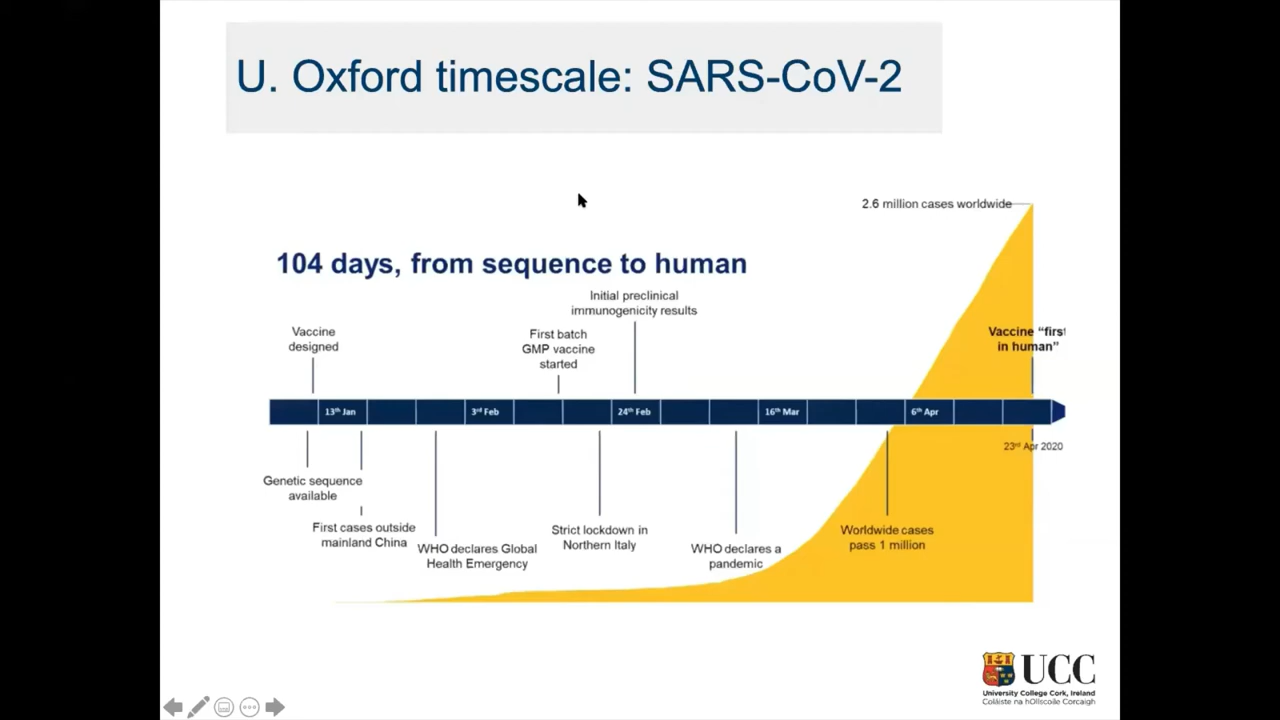 U. Oxford timescale: SARS-CoV-2
2.6 million cases worldwide
104 days, from sequence to human
Initial preclinical
immunogenicity results
Vaccine
designed
First batch
GMP vaccine
started
Vaccine “first
in human”
13th Jan
3rd Feb
24th Feb
16th Mar
6th Apr
23rd Apr 2020
Genetic sequence
available
First cases outside
mainland China
WHO declares Global
Health Emergency
Strict lockdown in
Northern Italy
WHO declares a
pandemic
Worldwide cases
pass 1 million
UCC
University College Cork, Ireland
Coláiste na hOllscoile Corcaigh